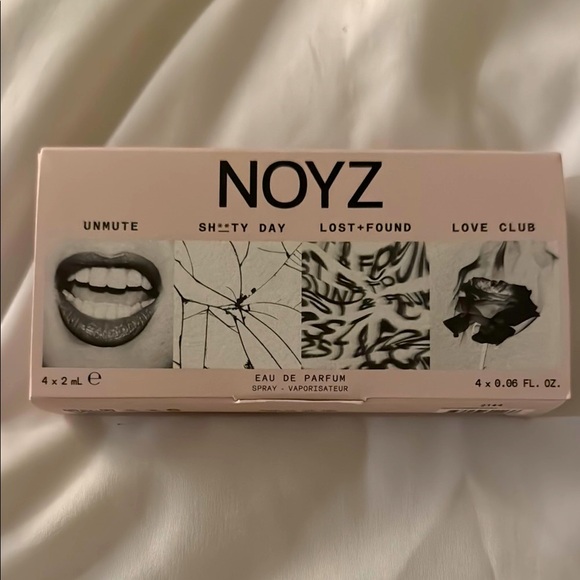 NOYZ
UNMUTE SH**TY DAY LOST+FOUND LOVE CLUB
4 x 2 mL ℮ EAU DE PARFUM 4 x 0.06 FL. OZ.
SPRAY - VAPORISATEUR